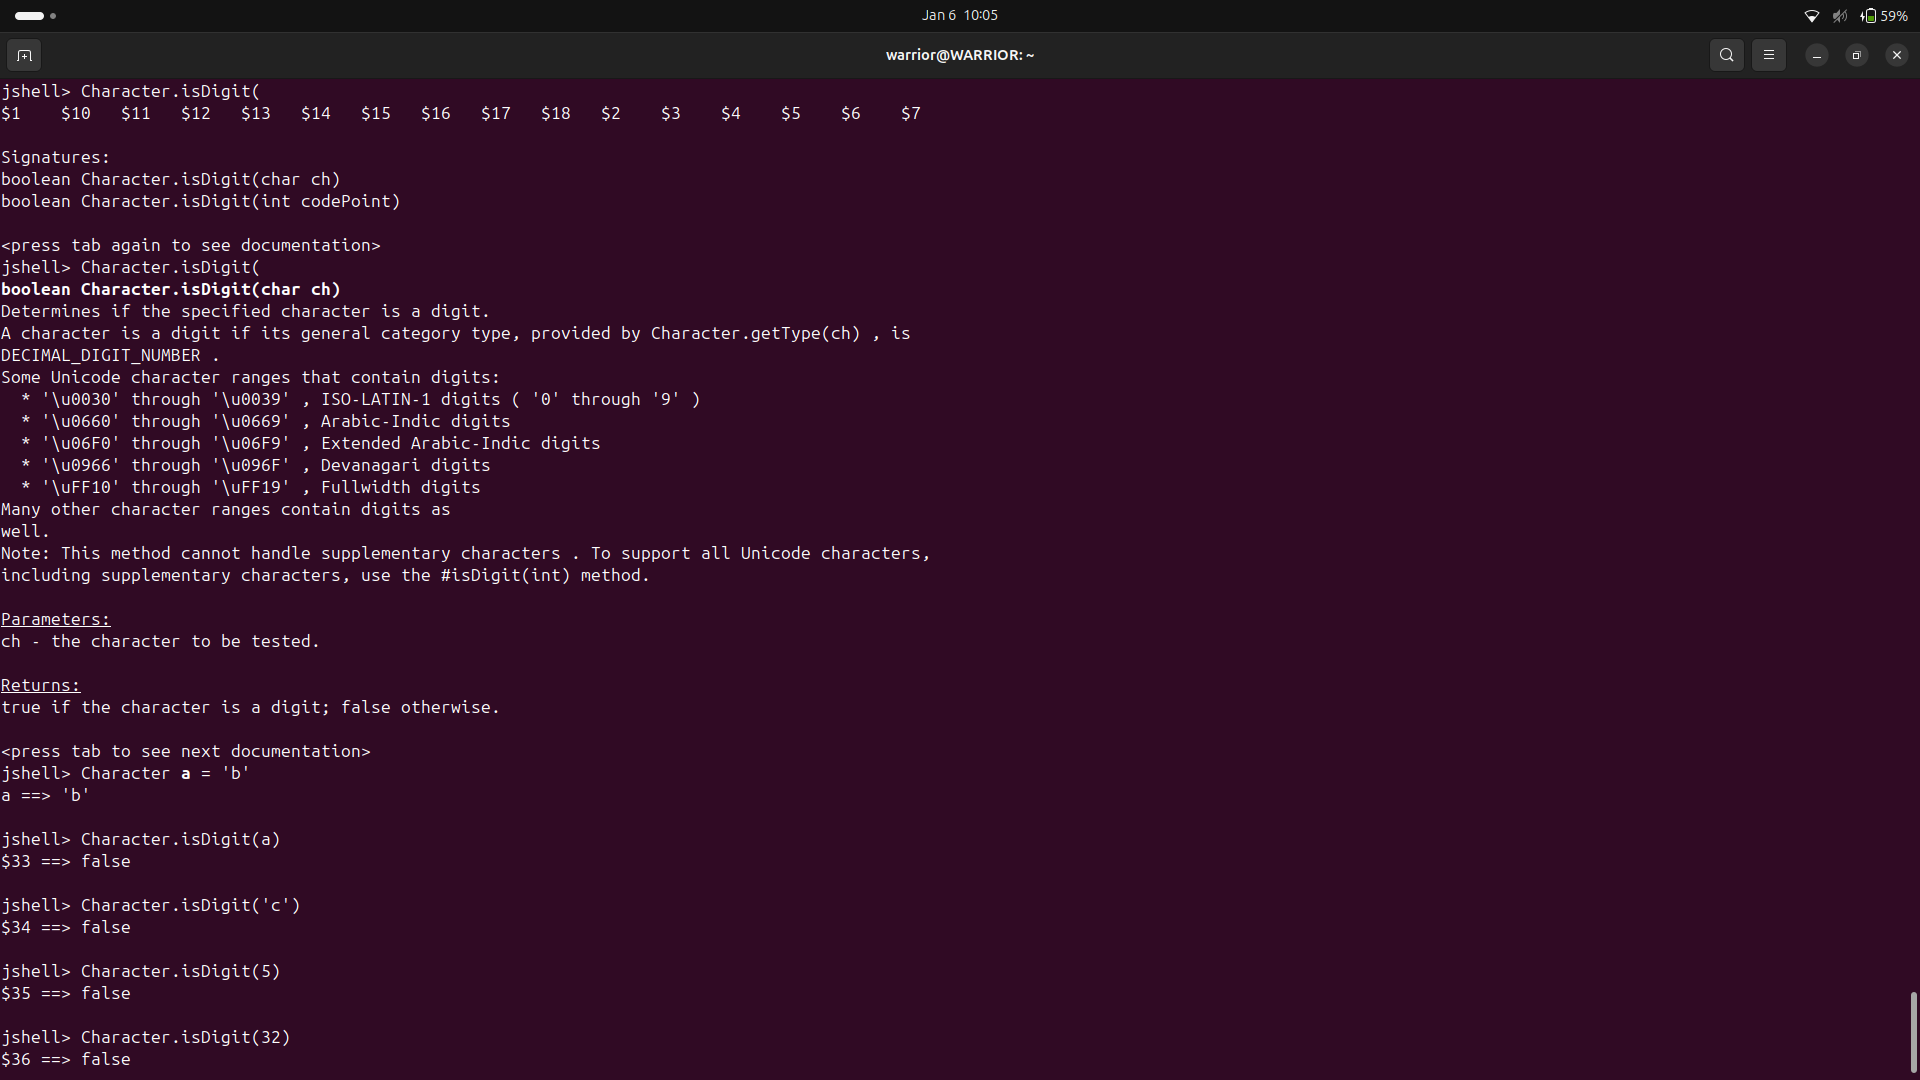 Jan 6 10:05
59%
warrior@WARRIOR: ~
jshell> Character.isDigit(
$1 $10 $11 $12 $13 $14 $15 $16 $17 $18 $2 $3 $4 $5 $6 $7
Signatures:
boolean Character.isDigit(char ch)
boolean Character.isDigit(int codePoint)
<press tab again to see documentation>
jshell> Character.isDigit(
boolean Character.isDigit(char ch)
Determines if the specified character is a digit.
A character is a digit if its general category type, provided by Character.getType(ch) , is
DECIMAL_DIGIT_NUMBER .
Some Unicode character ranges that contain digits:
* '\u0030' through '\u0039' , ISO-LATIN-1 digits ( '0' through '9' )
* '\u0660' through '\u0669' , Arabic-Indic digits
* '\u06F0' through '\u06F9' , Extended Arabic-Indic digits
* '\u0966' through '\u096F' , Devanagari digits
* '\uFF10' through '\uFF19' , Fullwidth digits
Many other character ranges contain digits as
well.
Note: This method cannot handle supplementary characters . To support all Unicode characters,
including supplementary characters, use the #isDigit(int) method.
Parameters:
ch - the character to be tested.
Returns:
true if the character is a digit; false otherwise.
<press tab to see next documentation>
jshell> Character a = 'b'
a ==> 'b'
jshell> Character.isDigit(a)
$33 ==> false
jshell> Character.isDigit('c')
$34 ==> false
jshell> Character.isDigit(5)
$35 ==> false
jshell> Character.isDigit(32)
$36 ==> false